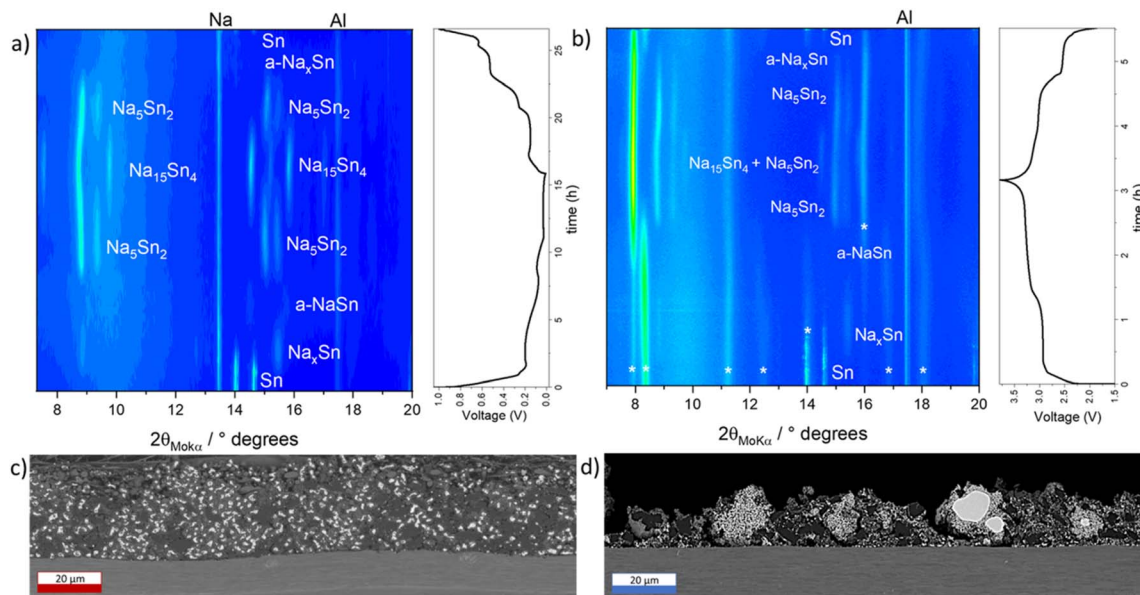 a)
Na
Al
Sn
a-NaₓSn
Na₅Sn₂
Na₅Sn₂
Na₁₅Sn₄
Na₁₅Sn₄
Na₅Sn₂
Na₅Sn₂
a-NaSn
NaₓSn
Sn
8 10 12 14 16 18 20
2θMoKα / ° degrees
25
20
15
10
5
0
time (h)
1.0 0.8 0.6 0.4 0.2 0.0
Voltage (V)
b)
Al
Sn
a-NaₓSn
Na₅Sn₂
Na₁₅Sn₄ + Na₅Sn₂
Na₅Sn₂
*
a-NaSn
*
NaₓSn
* * * * * *
Sn
8 10 12 14 16 18 20
2θMoKα / ° degrees
5
4
3
2
1
0
time (h)
3.5 3.0 2.5 2.0 1.5
Voltage (V)
c)
20 µm
d)
20 µm